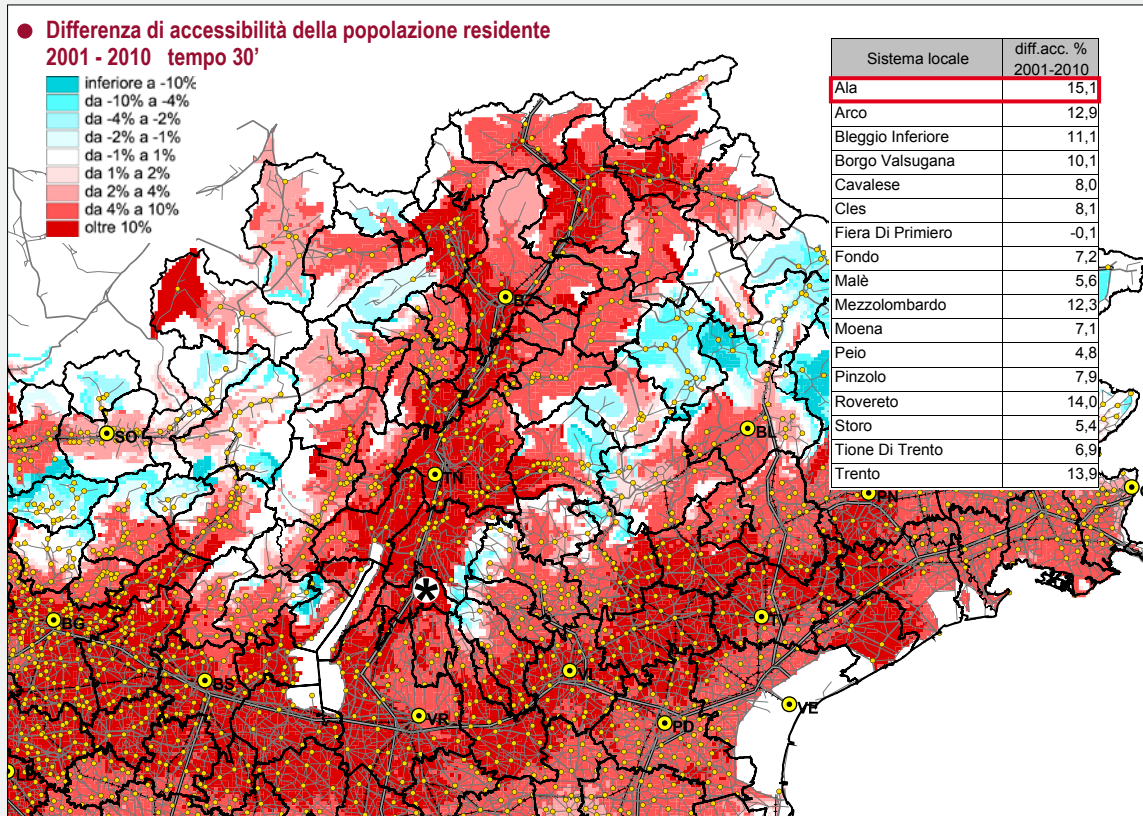 Differenza di accessibilità della popolazione residente
2001 - 2010 tempo 30'
inferiore a -10%
da -10% a -4%
da -4% a -2%
da -2% a -1%
da -1% a 1%
da 1% a 2%
da 2% a 4%
da 4% a 10%
oltre 10%
Sistema locale diff.acc. % 2001-2010
Ala 15,1
Arco 12,9
Bleggio Inferiore 11,1
Borgo Valsugana 10,1
Cavalese 8,0
Cles 8,1
Fiera Di Primiero -0,1
Fondo 7,2
Malè 5,6
Mezzolombardo 12,3
Moena 7,1
Peio 4,8
Pinzolo 7,9
Rovereto 14,0
Storo 5,4
Tione Di Trento 6,9
Trento 13,9
BZ
SO
BL
TN
PN
BG
BS
VI
VR
PD
VE